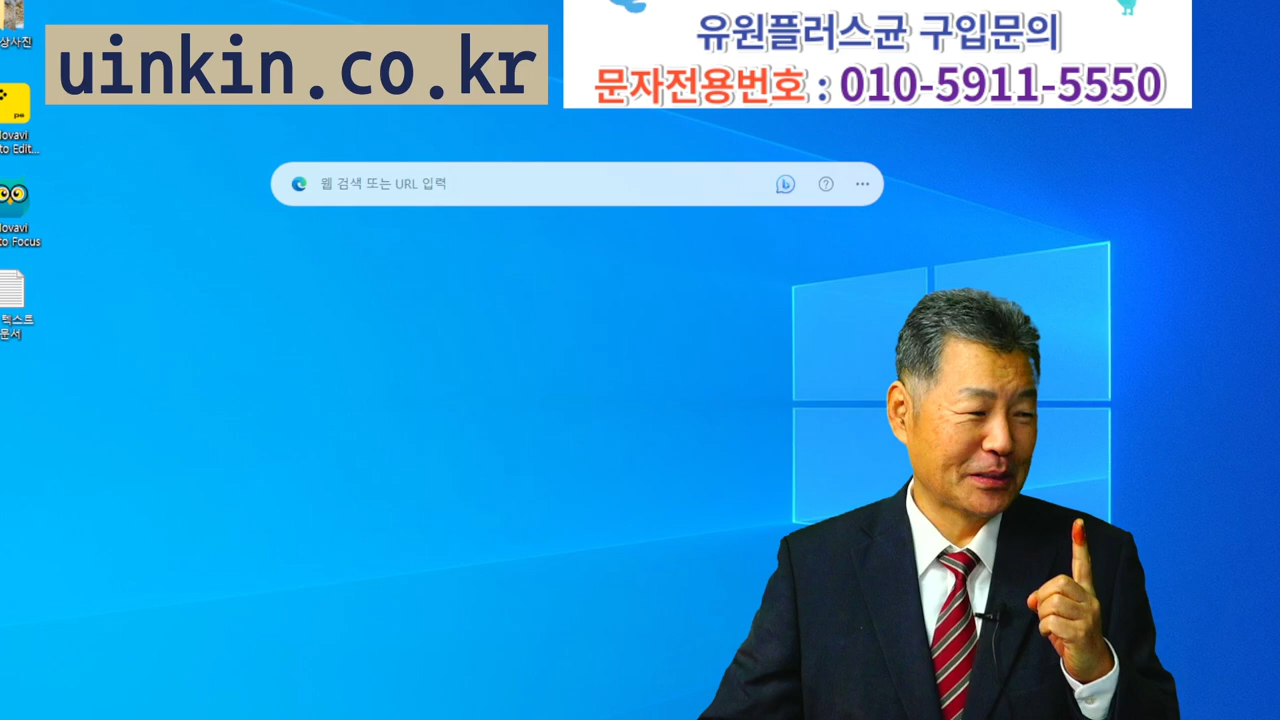 uinkin.co.kr
유원플러스균 구입문의
문자전용번호 : 010-5911-5550
상사진
웹 검색 또는 URL 입력
lovavi
to Edit...
lovavi
to Focus
텍스트
문서